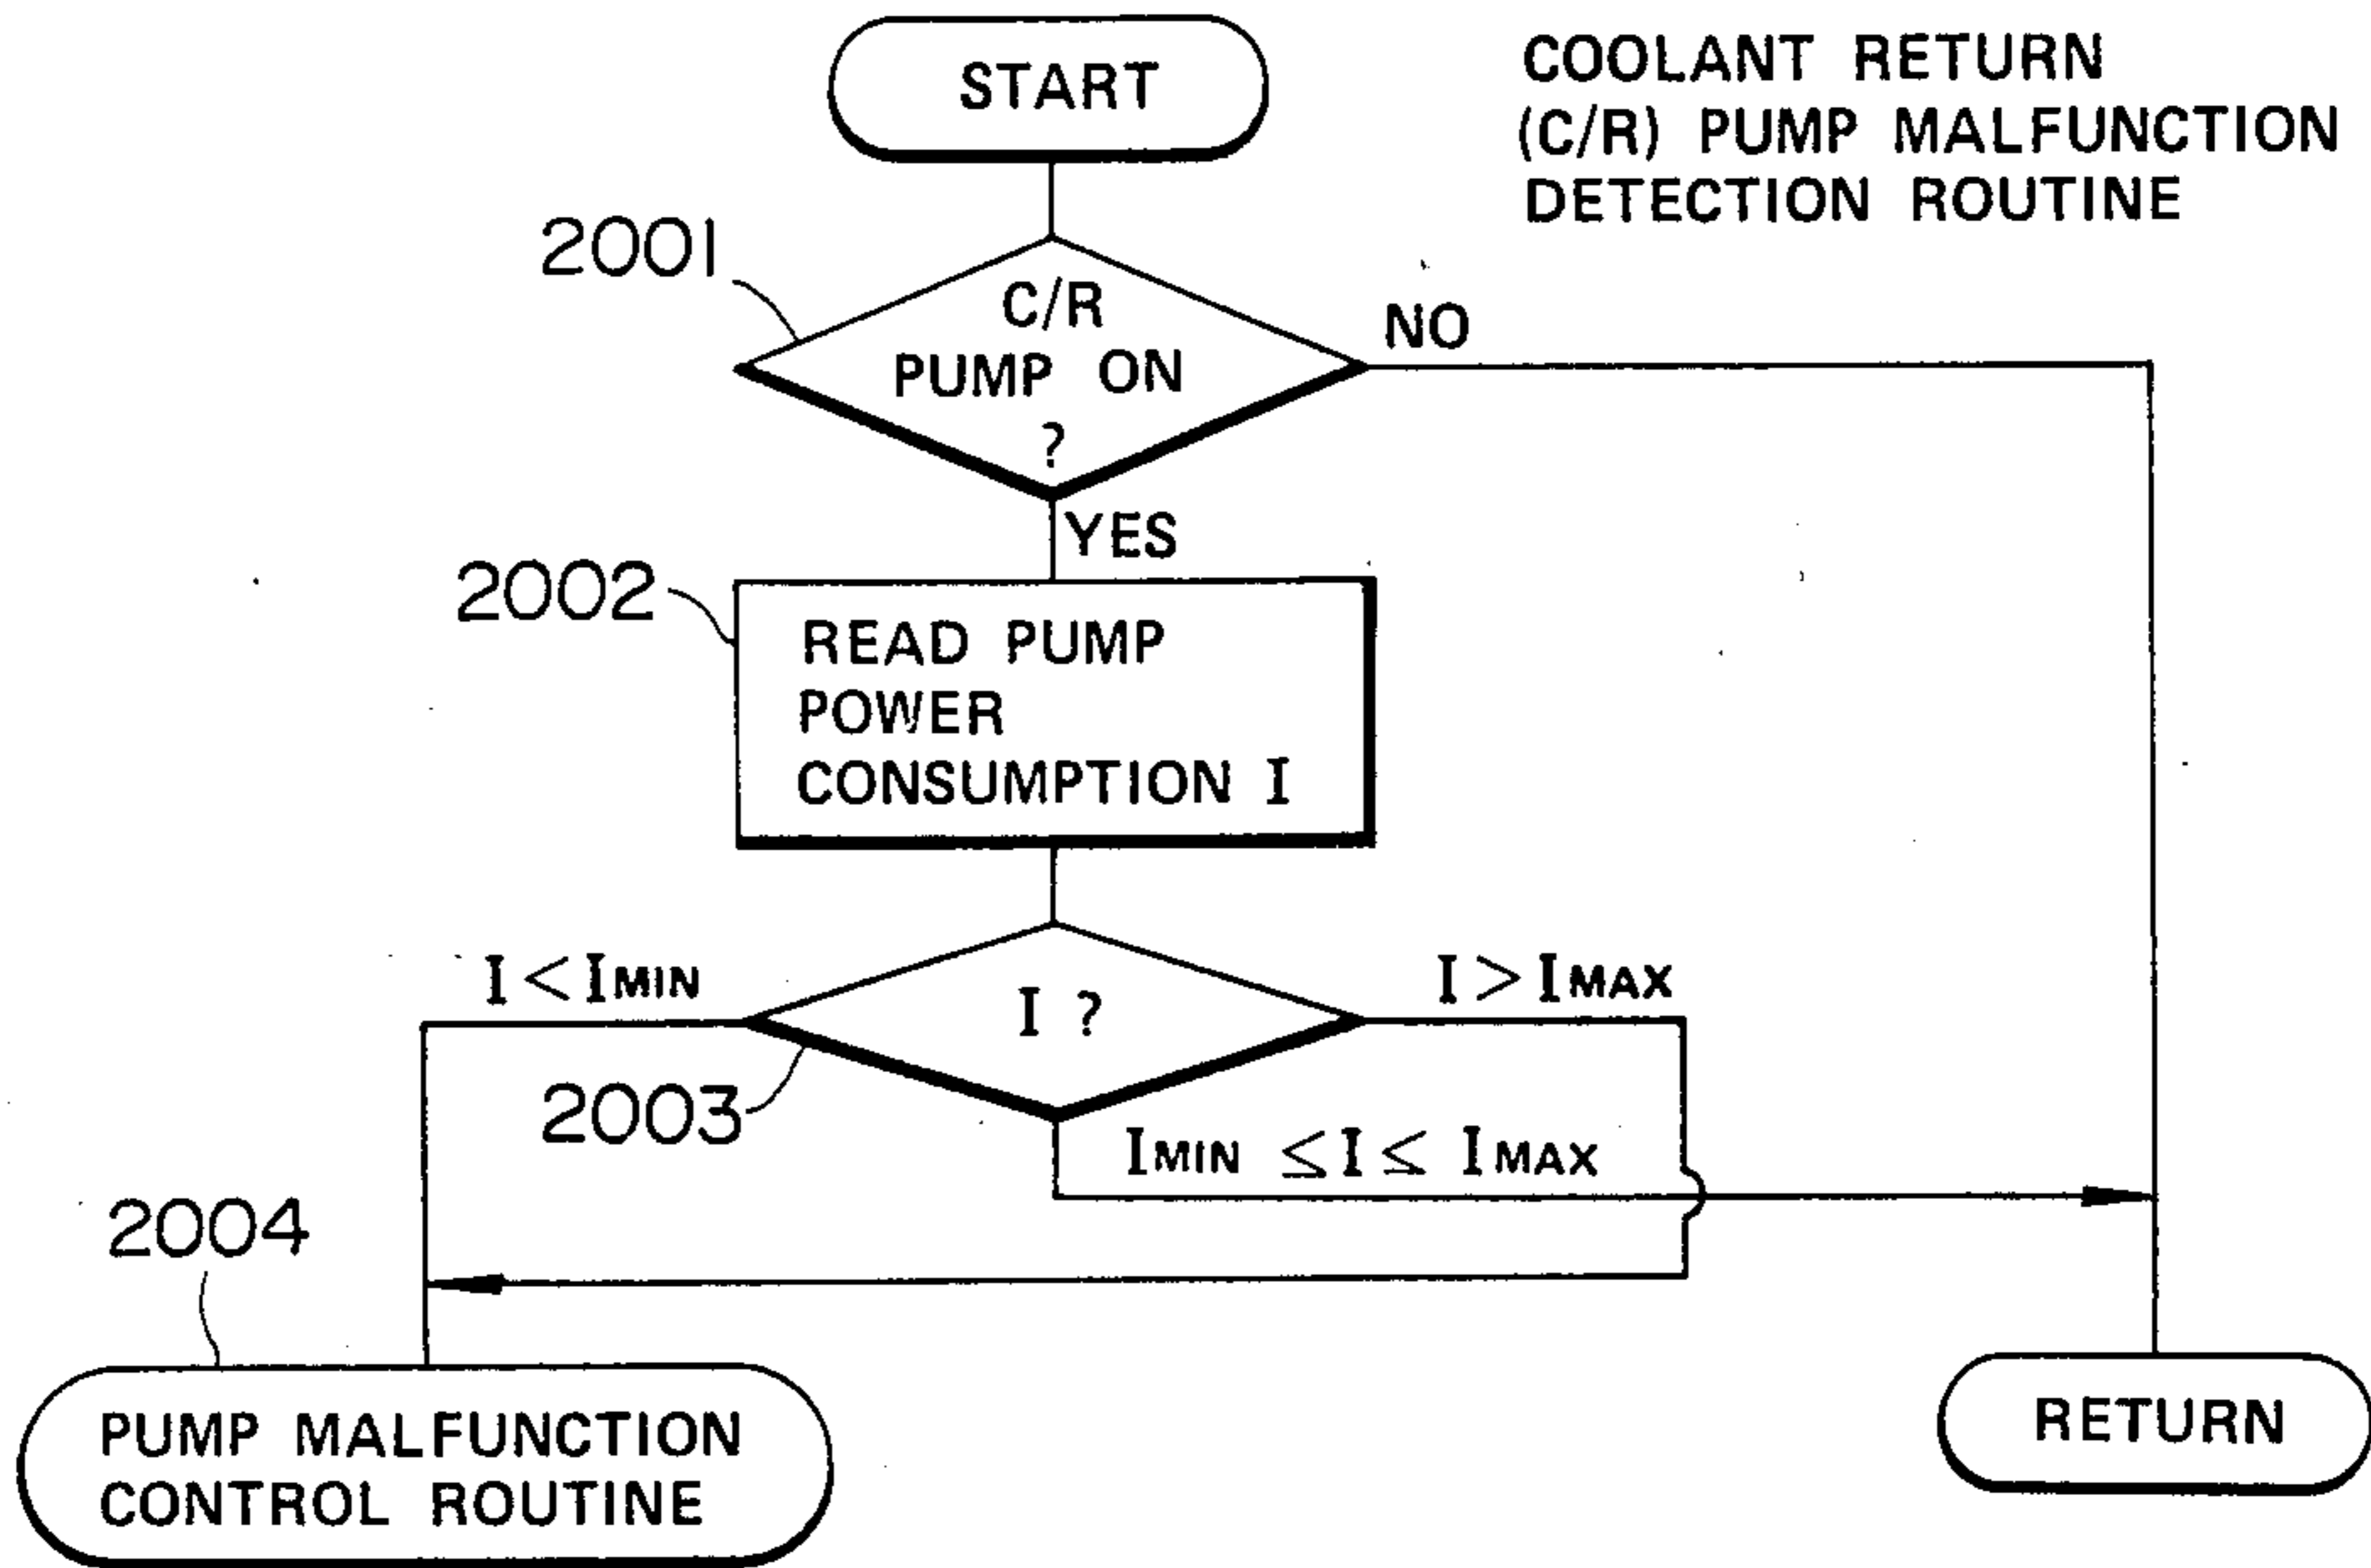 START
COOLANT RETURN
(C/R) PUMP MALFUNCTION
DETECTION ROUTINE
2001
C/R
PUMP ON
?
NO
YES
2002
READ PUMP
POWER
CONSUMPTION I
I < IMIN
I ?
I > IMAX
2003
IMIN ≤ I ≤ IMAX
2004
PUMP MALFUNCTION
CONTROL ROUTINE
RETURN